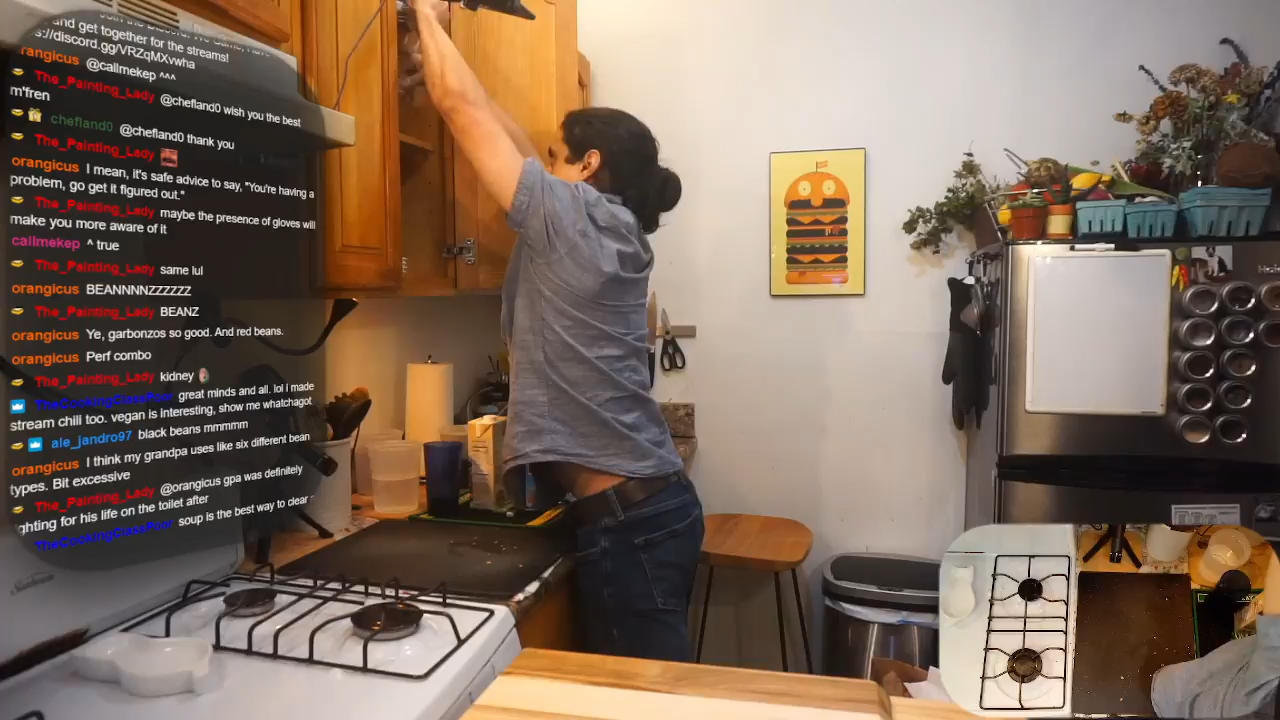 and get together for the streams!
s://discord.gg/VRZqMXvwha
rangicus @callmekep ^^^
The_Painting_Lady @chefland0 wish you the best
m'fren
chefland0 @chefland0 thank you
The_Painting_Lady
orangicus I mean, it's safe advice to say, "You're having a
problem, go get it figured out."
The_Painting_Lady maybe the presence of gloves will
make you more aware of it
callmekep ^ true
The_Painting_Lady same lul
orangicus BEANNNNZZZZZZ
The_Painting_Lady BEANZ
orangicus Ye, garbonzos so good. And red beans.
orangicus Perf combo
The_Painting_Lady kidney
TheCookingClassPool great minds and all. lol i made
stream chili too. vegan is interesting, show me whatchagot
ale_jandro97 black beans mmmmm
orangicus I think my grandpa uses like six different bean
types. Bit excessive
The_Painting_Lady @orangicus gpa was definitely
ghting for his life on the toilet after
soup is the best way to clear